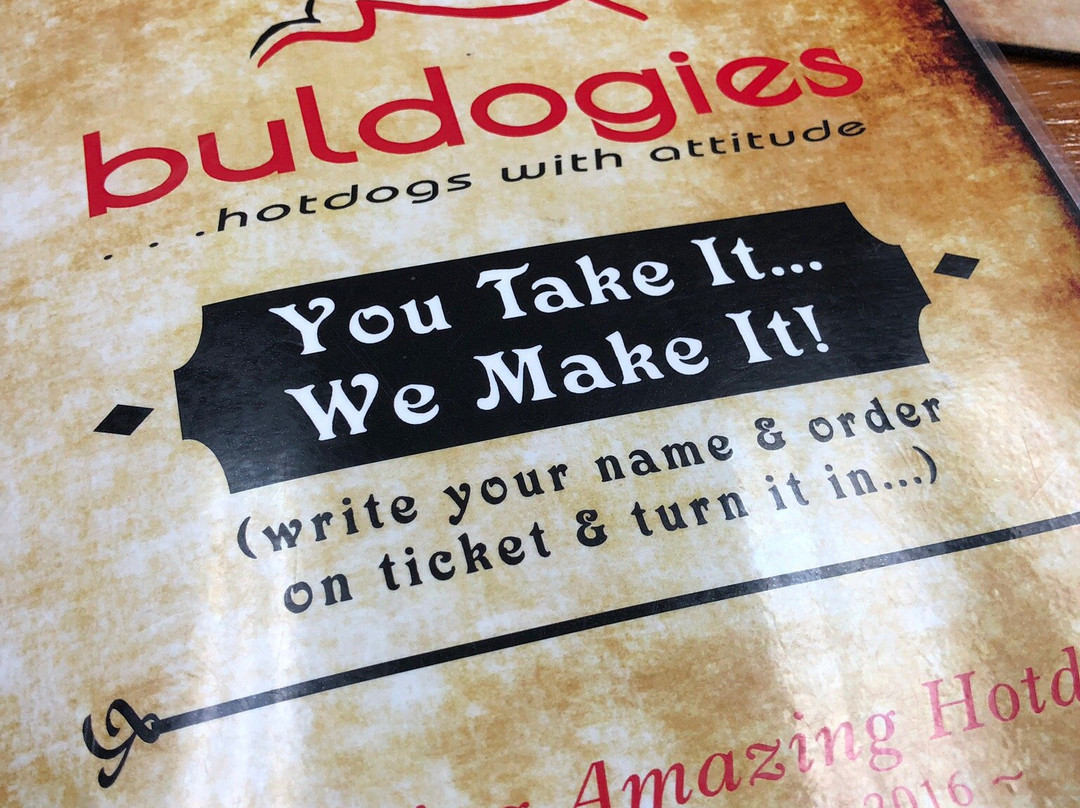 buldogies
. . .hotdogs with attitude
You Take It...
We Make It!
(write your name & order
on ticket & turn it in...)
Amazing
2016 ~